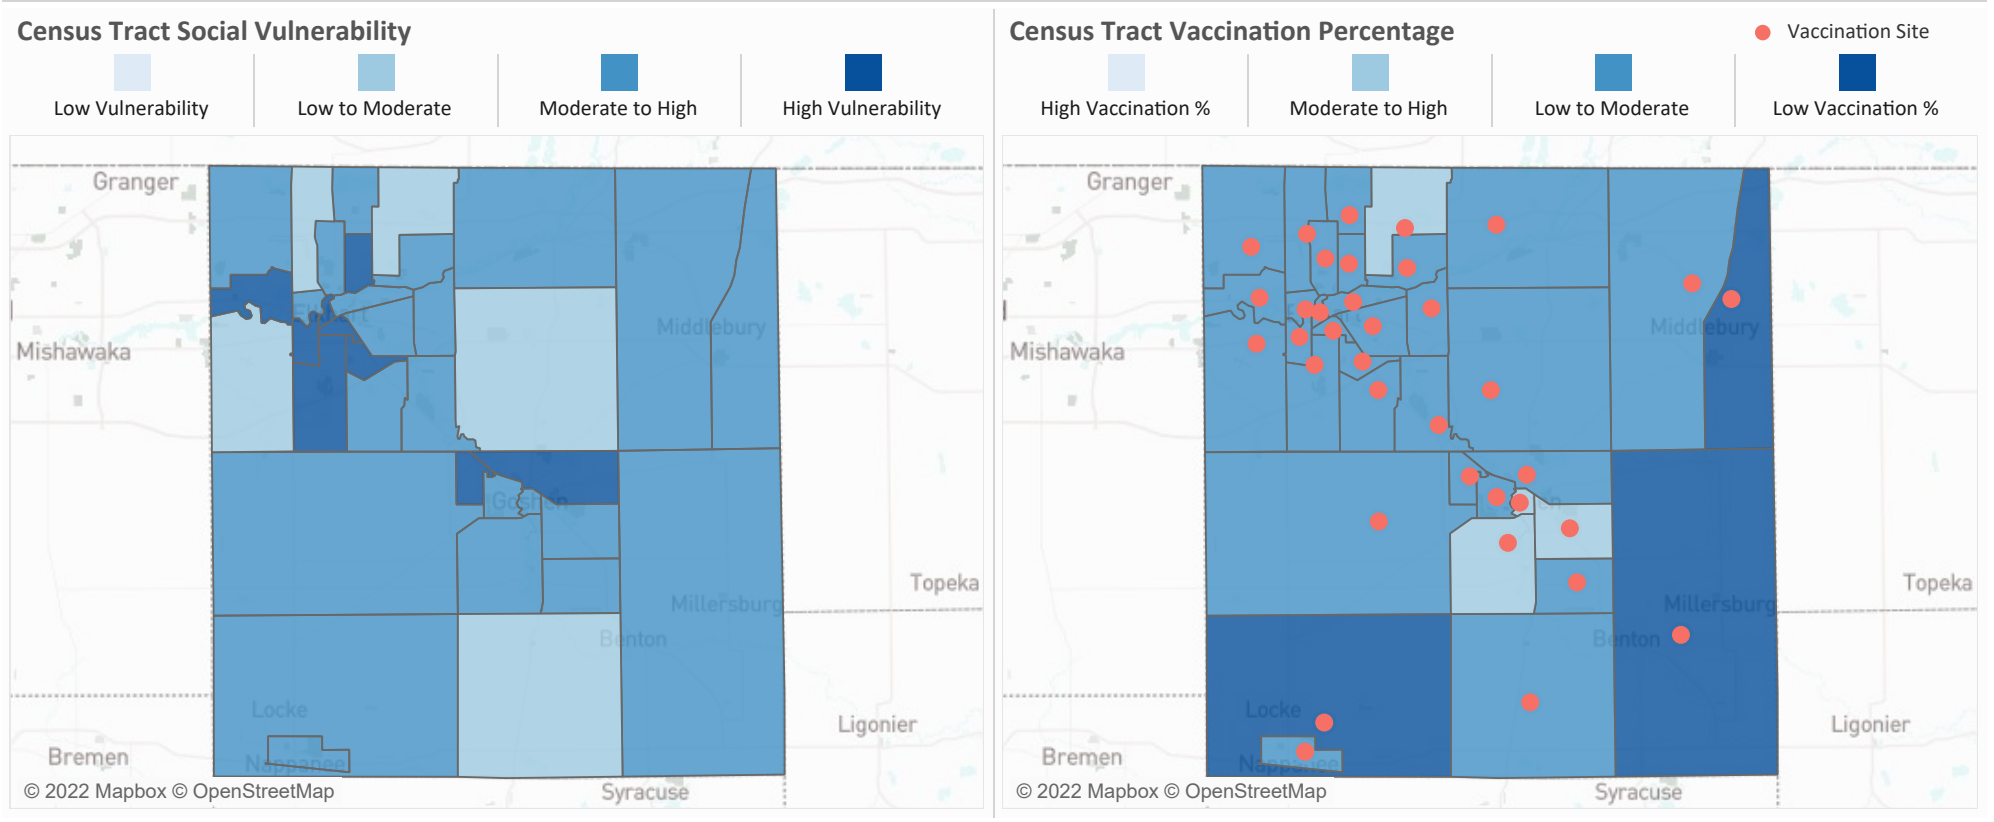 Census Tract Social Vulnerability
Low Vulnerability
Low to Moderate
Moderate to High
High Vulnerability
Granger
Elkhart
Middlebury
Mishawaka
Goshen
Topeka
Millersburg
Benton
Locke
Ligonier
Bremen
Nappanee
© 2022 Mapbox © OpenStreetMap
Syracuse
Census Tract Vaccination Percentage
Vaccination Site
High Vaccination %
Moderate to High
Low to Moderate
Low Vaccination %
Granger
Middlebury
Mishawaka
Topeka
Millersburg
Benton
Locke
Ligonier
Bremen
Nappanee
© 2022 Mapbox © OpenStreetMap
Syracuse